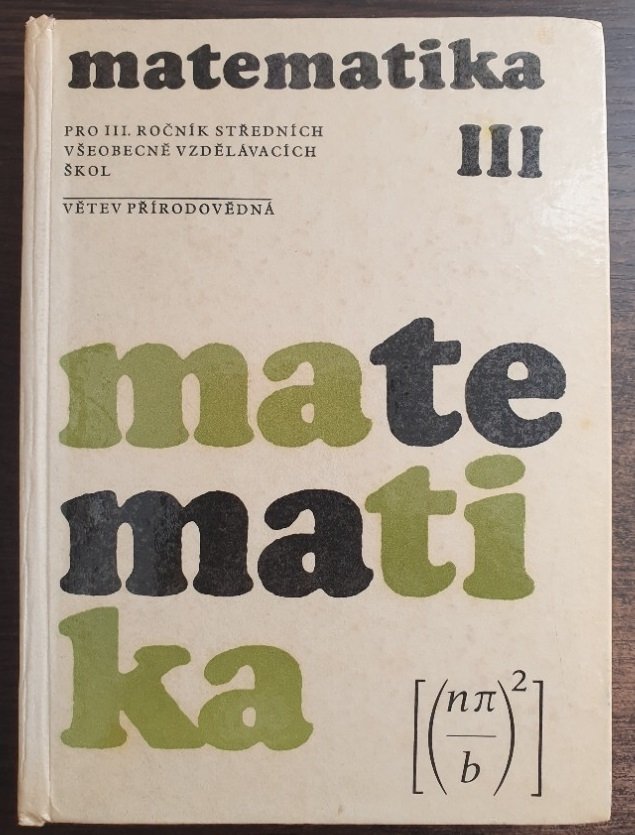 matematika
PRO III. ROČNÍK STŘEDNÍCH
VŠEOBECNĚ VZDĚLÁVACÍCH
ŠKOL
III
VĚTEV PŘÍRODOVĚDNÁ
mate
mati
ka
[(nπ/b)²]